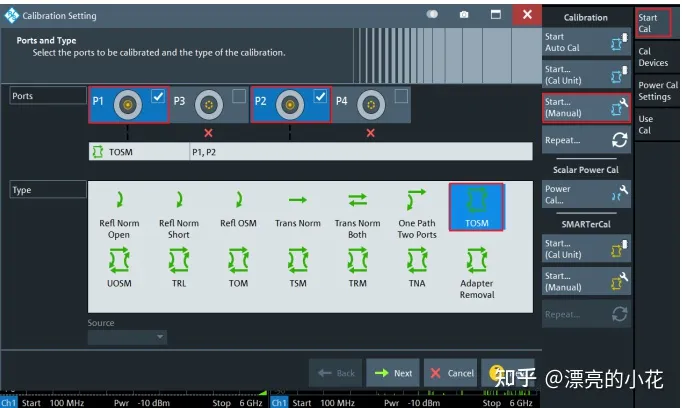 Calibration Setting
Ports and Type
Select the ports to be calibrated and the type of the calibration.
Ports
P1
P3
P2
P4
TOSM
P1, P2
Type
Refl Norm
Open
Refl Norm
Short
Refl OSM
Trans Norm
Trans Norm
Both
One Path
Two Ports
TOSM
UOSM
TRL
TOM
TSM
TRM
TNA
Adapter
Removal
Source
Back
Next
Cancel
Calibration
Start
Auto Cal
Start...
(Cal Unit)
Start...
(Manual)
Repeat...
Scalar Power Cal
Power
Cal...
SMARTerCal
Start...
(Cal Unit)
Start...
(Manual)
Repeat...
Start
Cal
Cal
Devices
Power Cal
Settings
Use
Cal
Ch1 Start 100 MHz Pwr -10 dBm Stop 6 GHz
Ch1 Start 100 MHz Pwr -10 dBm Stop 6 GHz
知乎 @漂亮的小花